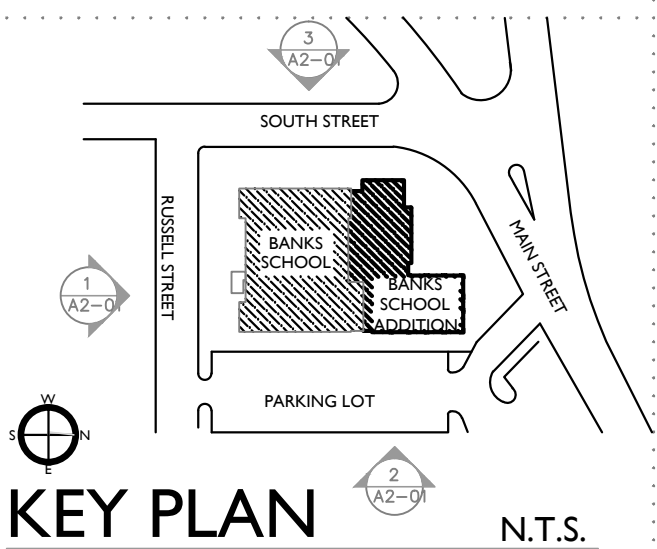 3
A2-01
SOUTH STREET
RUSSELL STREET
MAIN STREET
BANKS
SCHOOL
BANKS
SCHOOL
ADDITION
1
A2-01
PARKING LOT
W
S
N
E
2
A2-01
KEY PLAN
N.T.S.